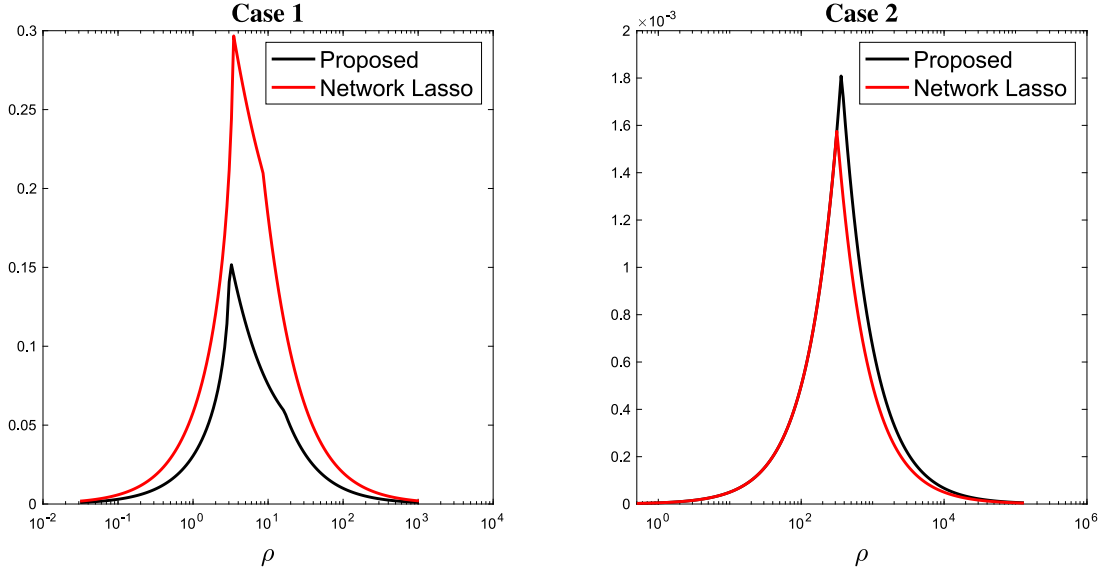 Case 1
0.3
0.25
0.2
0.15
0.1
0.05
0
Proposed
Network Lasso
10^-2 10^-1 10^0 10^1 10^2 10^3 10^4
ρ
Case 2
×10^-3
2
1.8
1.6
1.4
1.2
1
0.8
0.6
0.4
0.2
0
Proposed
Network Lasso
10^0 10^2 10^4 10^6
ρ